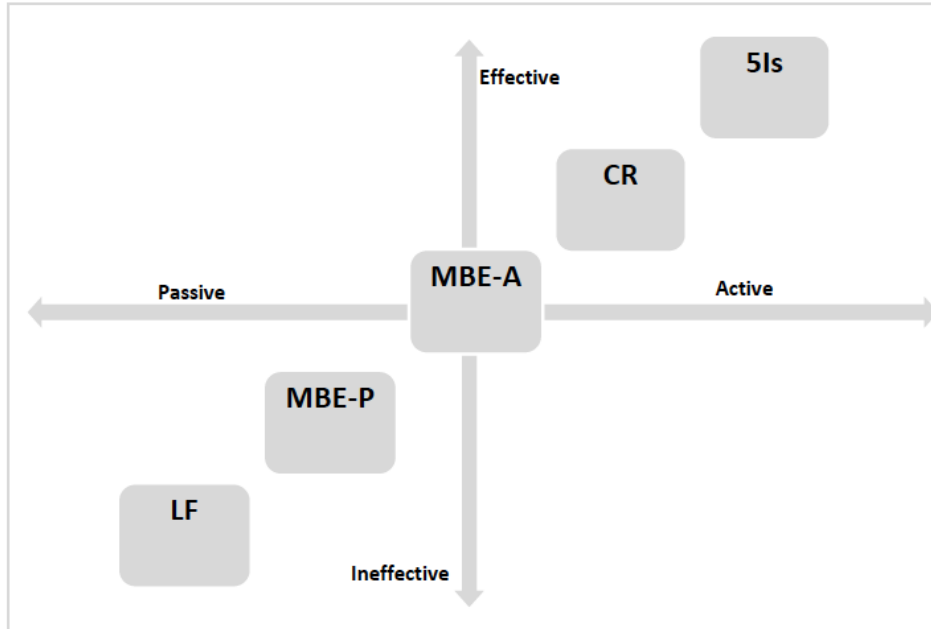 5Is
Effective
CR
MBE-A
Passive
Active
MBE-P
LF
Ineffective